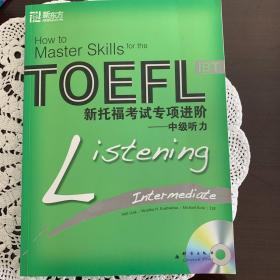 新东方
How to
Master Skills for the
TOEFL iBT
新托福考试专项进阶
——中级听力
Listening
Intermediate